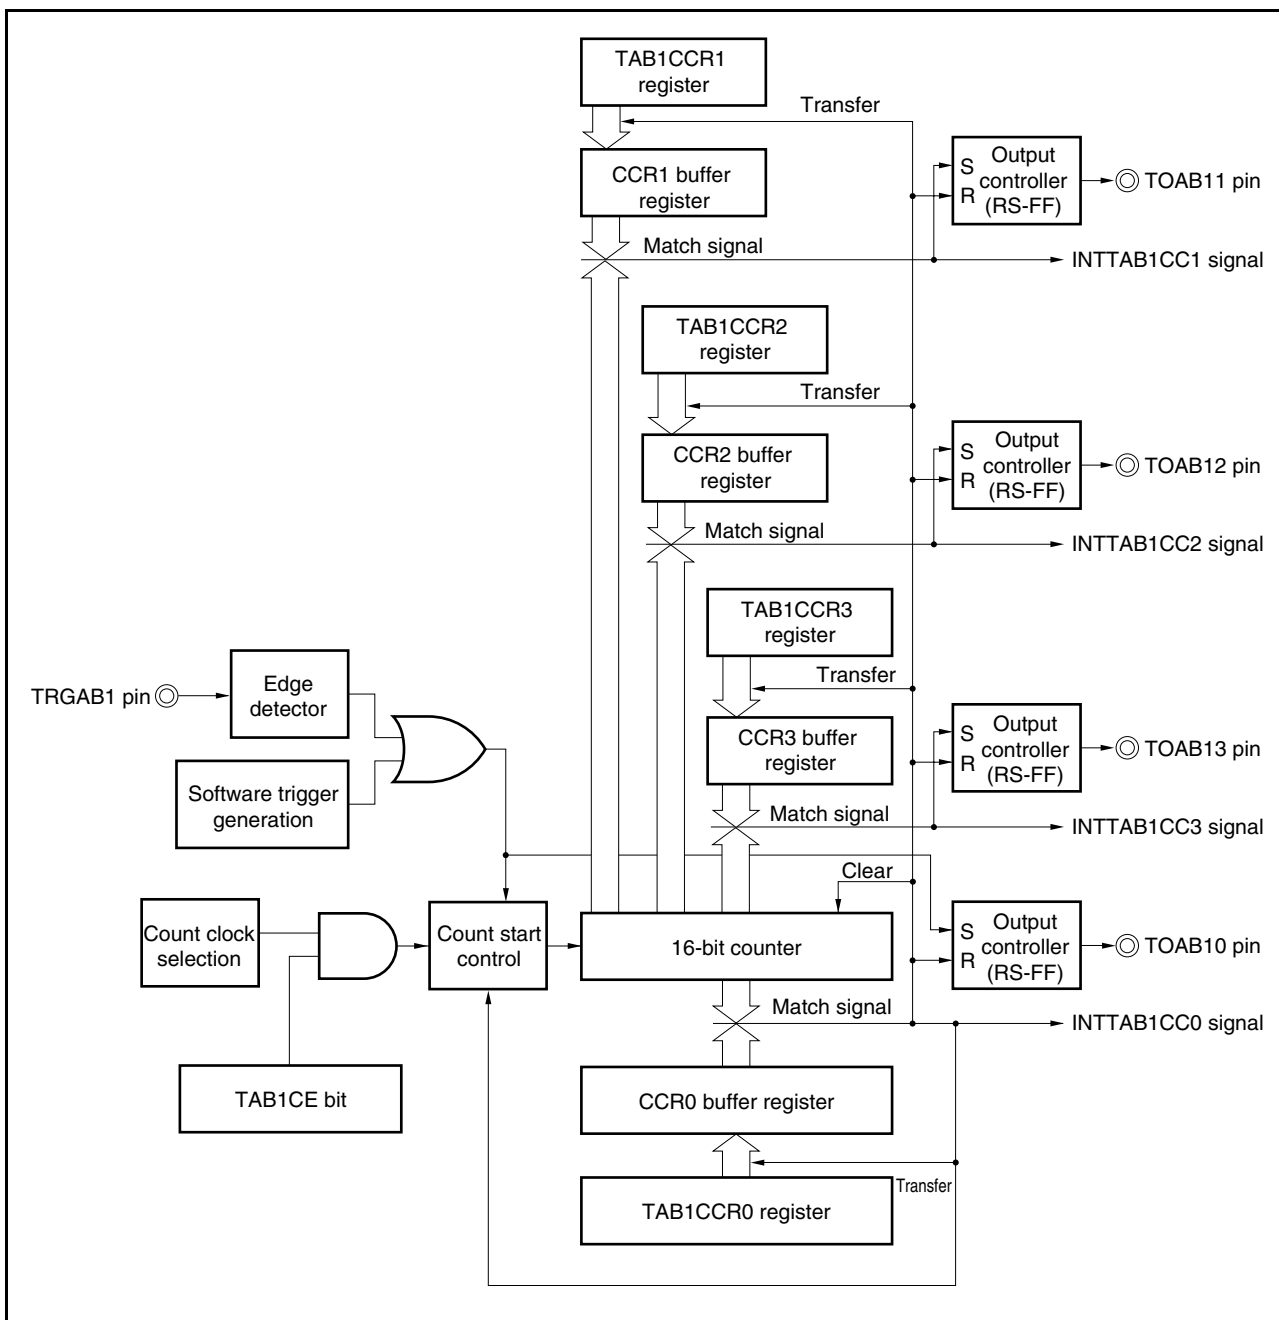 TAB1CCR1
register
Transfer
CCR1 buffer
register
S
R
Output
controller
(RS-FF)
TOAB11 pin
Match signal
INTTAB1CC1 signal
TAB1CCR2
register
Transfer
CCR2 buffer
register
S
R
Output
controller
(RS-FF)
TOAB12 pin
Match signal
INTTAB1CC2 signal
TAB1CCR3
register
Transfer
TRGAB1 pin
Edge
detector
CCR3 buffer
register
S
R
Output
controller
(RS-FF)
TOAB13 pin
Software trigger
generation
Match signal
INTTAB1CC3 signal
Clear
Count clock
selection
Count start
control
16-bit counter
S
R
Output
controller
(RS-FF)
TOAB10 pin
Match signal
INTTAB1CC0 signal
TAB1CE bit
CCR0 buffer register
Transfer
TAB1CCR0 register